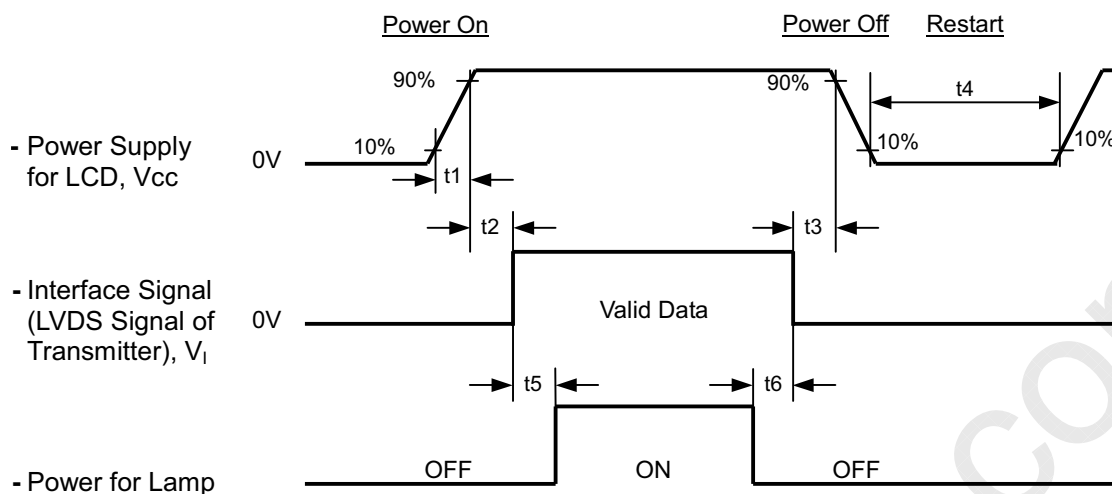 Power On
Power Off
Restart
90%
90%
t4
10%
10%
10%
- Power Supply
for LCD, Vcc
0V
t1
t2
t3
- Interface Signal
(LVDS Signal of
Transmitter), VI
0V
Valid Data
t5
t6
- Power for Lamp
OFF
ON
OFF